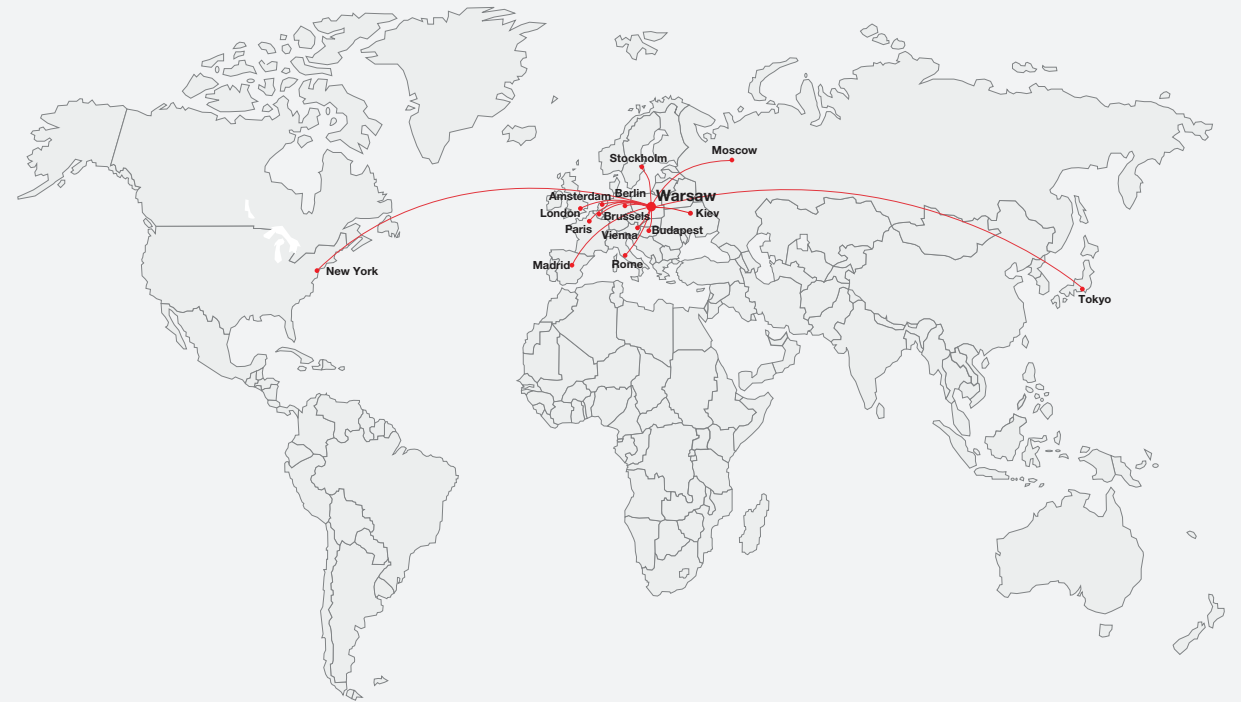 Stockholm
Moscow
Berlin
Warsaw
Amsterdam
London
Brussels
Kiev
Paris
Vienna
Budapest
Madrid
Rome
New York
Tokyo